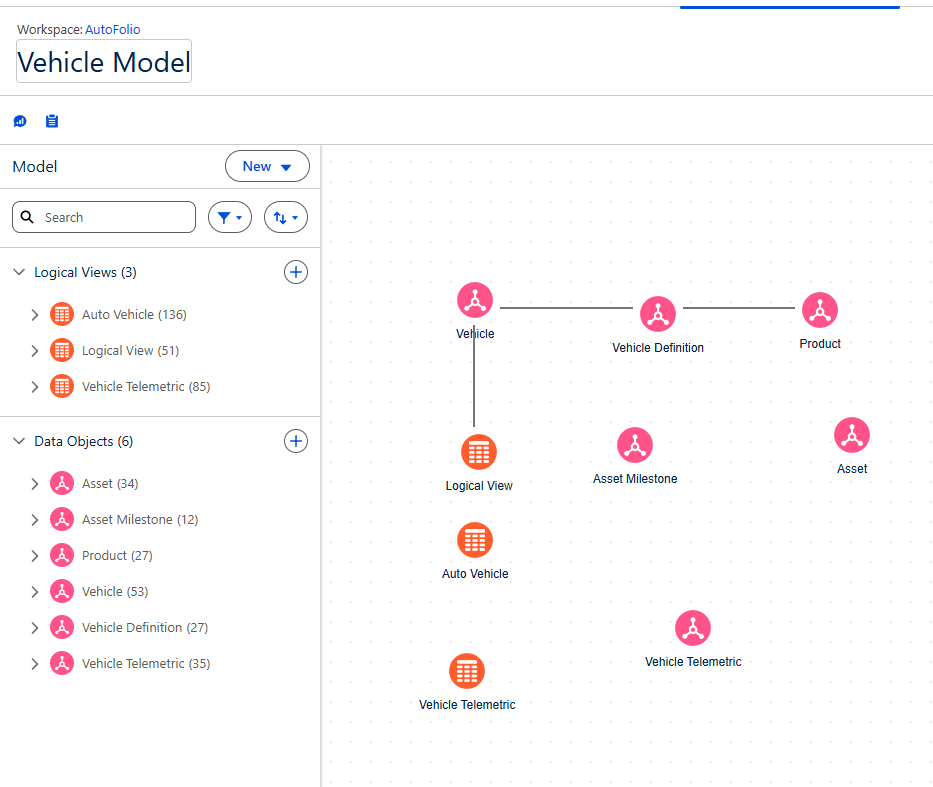 Workspace: AutoFolio
Vehicle Model
Model
New
Search
Logical Views (3)
Auto Vehicle (136)
Logical View (51)
Vehicle Telemetric (85)
Data Objects (6)
Asset (34)
Asset Milestone (12)
Product (27)
Vehicle (53)
Vehicle Definition (27)
Vehicle Telemetric (35)
Vehicle
Vehicle Definition
Product
Logical View
Asset Milestone
Asset
Auto Vehicle
Vehicle Telemetric
Vehicle Telemetric